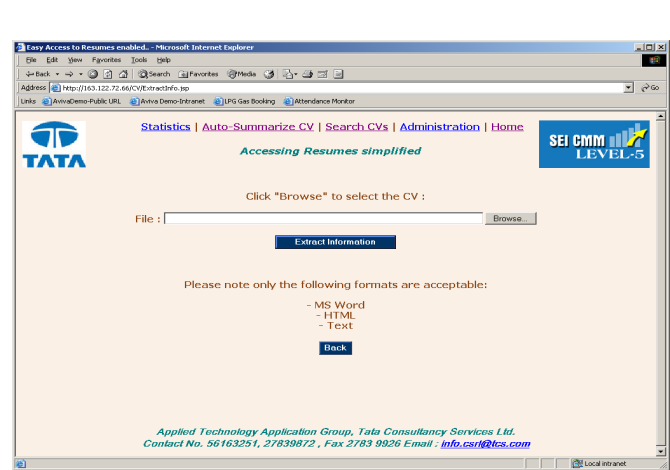 Easy Access to Resumes enabled.. - Microsoft Internet Explorer
File Edit View Favorites Tools Help
Back Search Favorites Media
Address http://163.122.72.66/CV/ExtractInfo.jsp Go
Links AvivaDemo-Public URL Aviva Demo-Intranet LPG Gas Booking Attendance Monitor
TATA
Statistics | Auto-Summarize CV | Search CVs | Administration | Home
Accessing Resumes simplified
SEI CMM
LEVEL-5
Click "Browse" to select the CV :
File : Browse...
Extract Information
Please note only the following formats are acceptable:
- MS Word
- HTML
- Text
Back
Applied Technology Application Group, Tata Consultancy Services Ltd.
Contact No. 56163251, 27839872 , Fax 2783 9926 Email : info.csrl@tcs.com
Local intranet